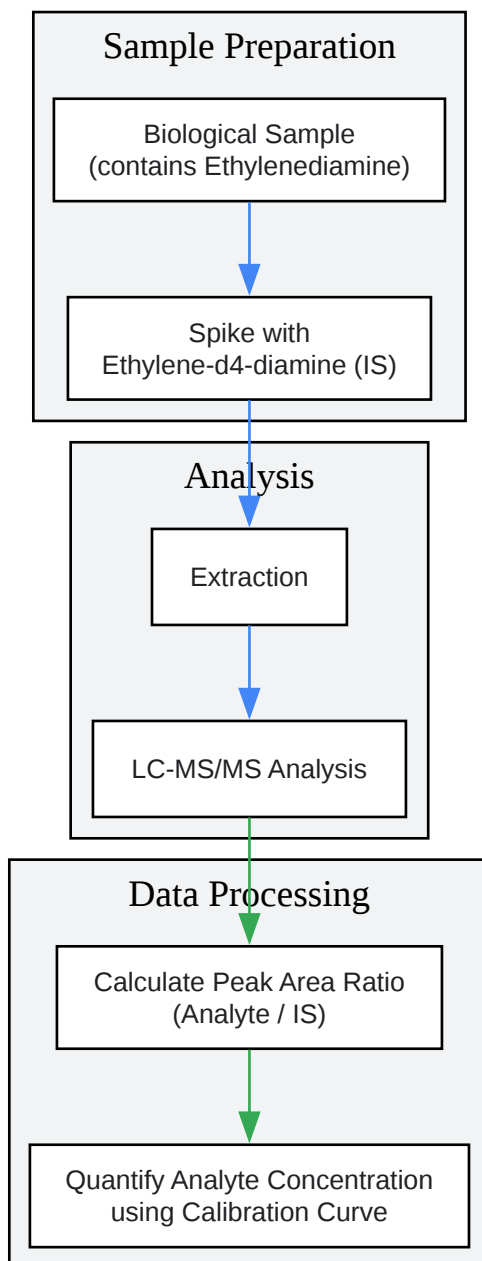 Sample Preparation
Biological Sample
(contains Ethylenediamine)
Spike with
Ethylene-d4-diamine (IS)
Analysis
Extraction
LC-MS/MS Analysis
Data Processing
Calculate Peak Area Ratio
(Analyte / IS)
Quantify Analyte Concentration
using Calibration Curve